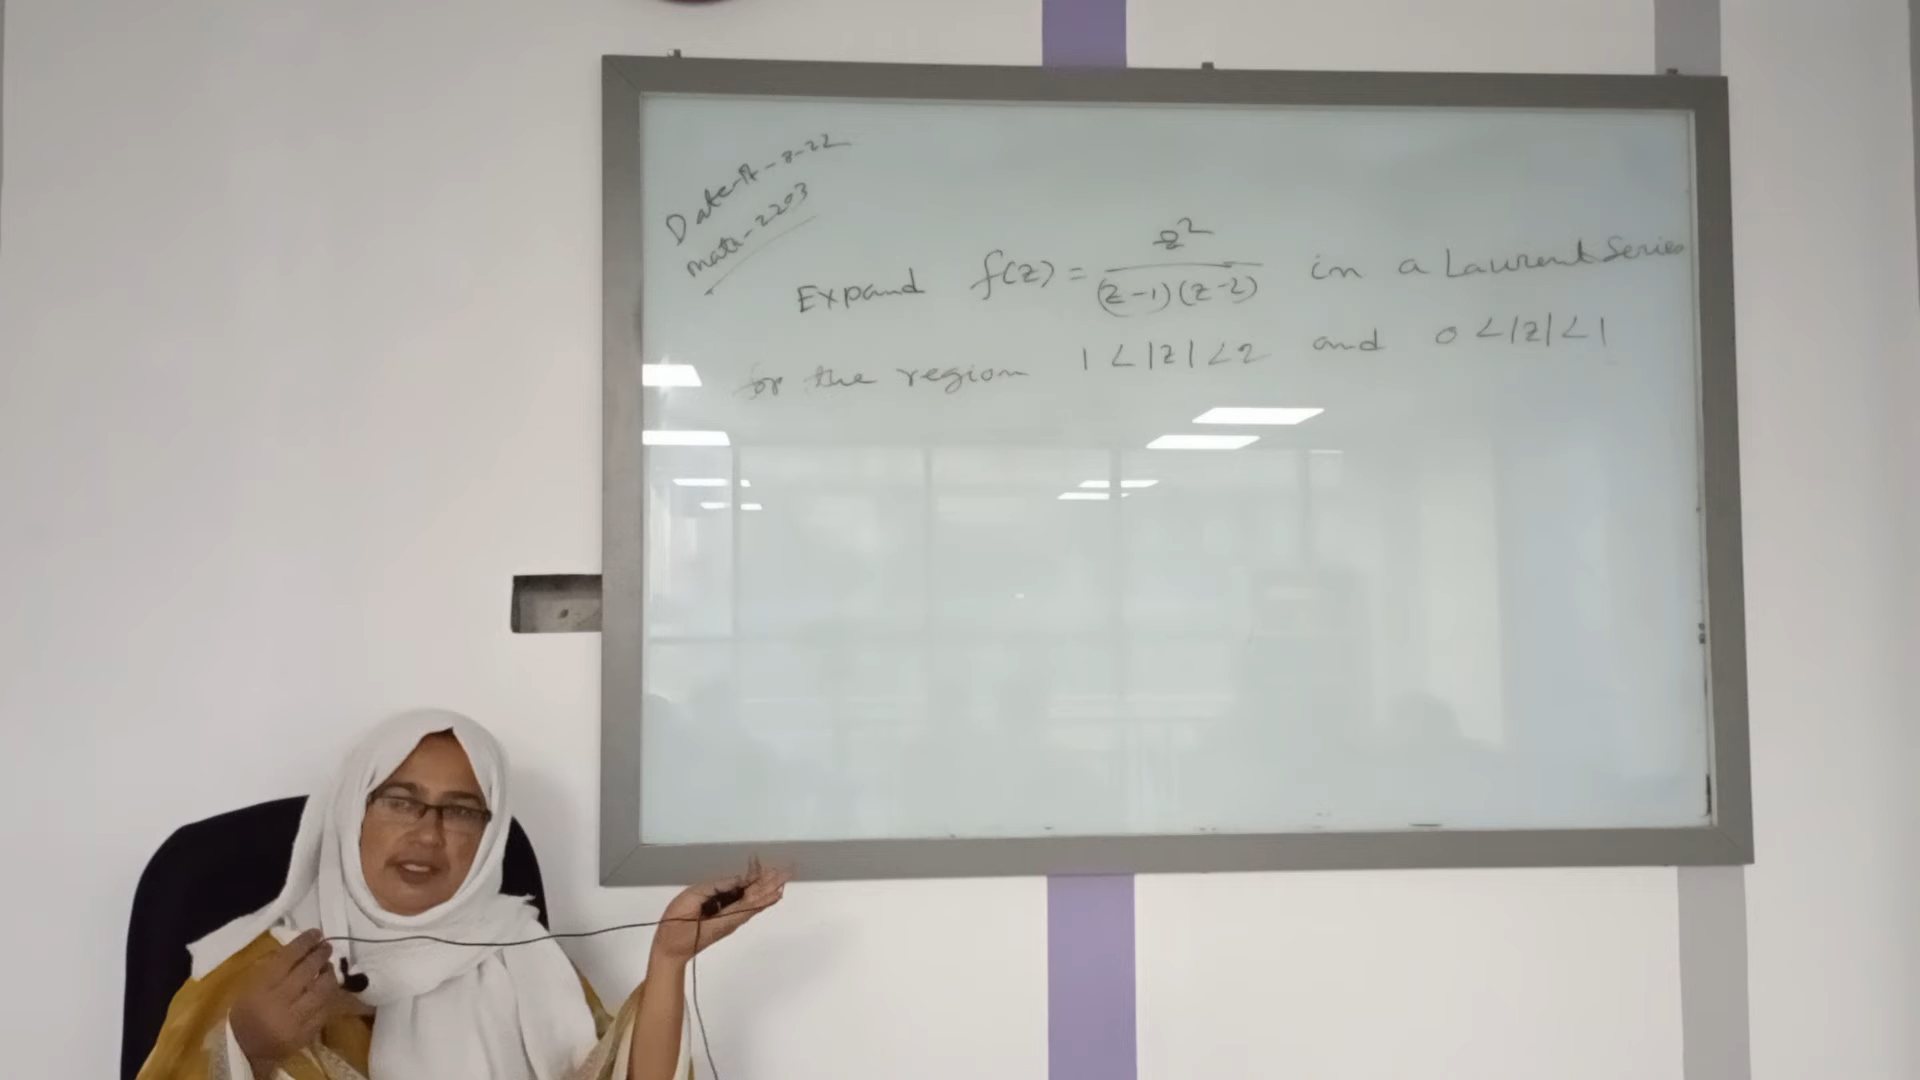 Date-17-8-22
math-2203
Expand f(z) = z²/(z-1)(z-2) in a Laurent Series
for the region 1 < |z| < 2 and 0 < |z| < 1